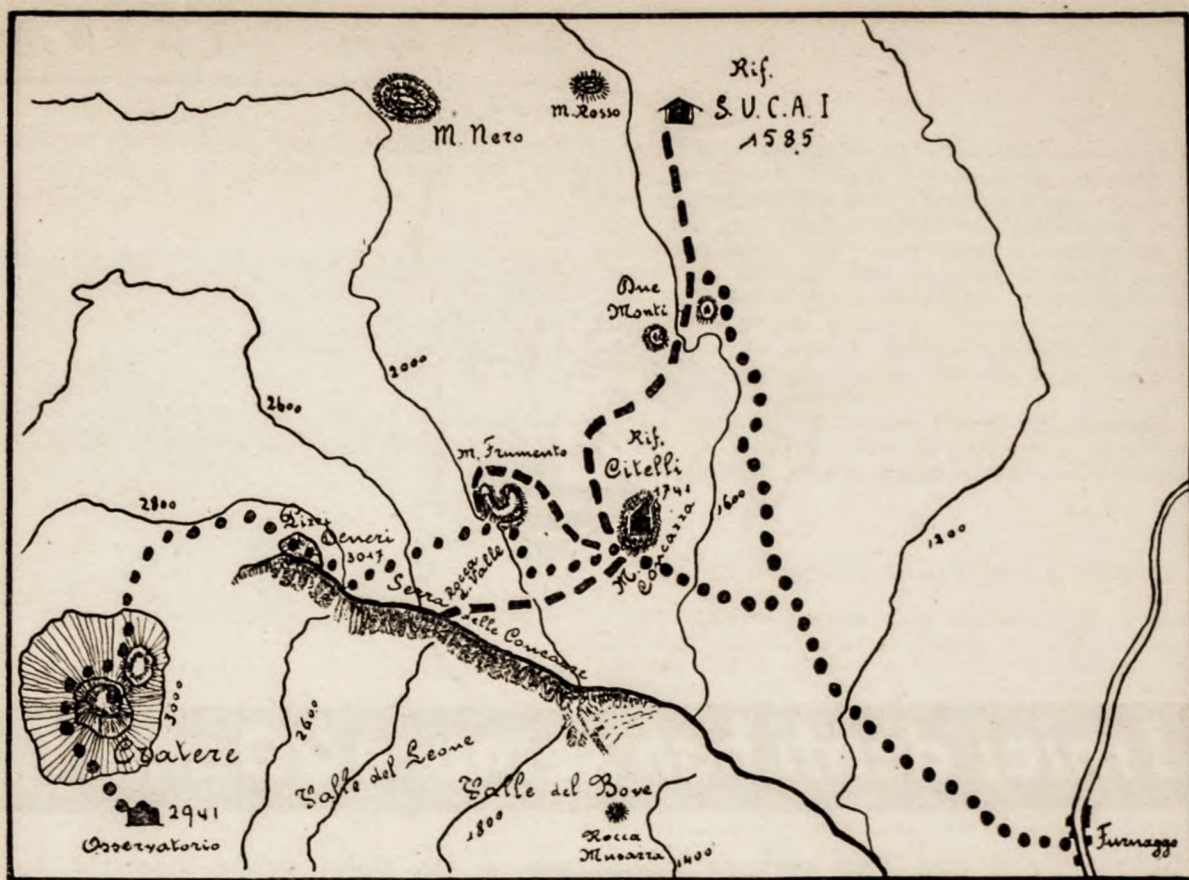 Rif.
S.U.C.A.I
1585
M. Nero
M. Rosso
Due
Monti
2000
2600
M. Frumento
Rif.
Citelli
1741
1600
1200
2800
Pizzi
Deneri
3017
Serra
Rocca d. Valle
delle Concazze
M. Concazza
3000
Cratere
2600
Valle del Leone
Valle del Bove
1800
Rocca
Musarra
1400
2941
Osservatorio
Furnaggo